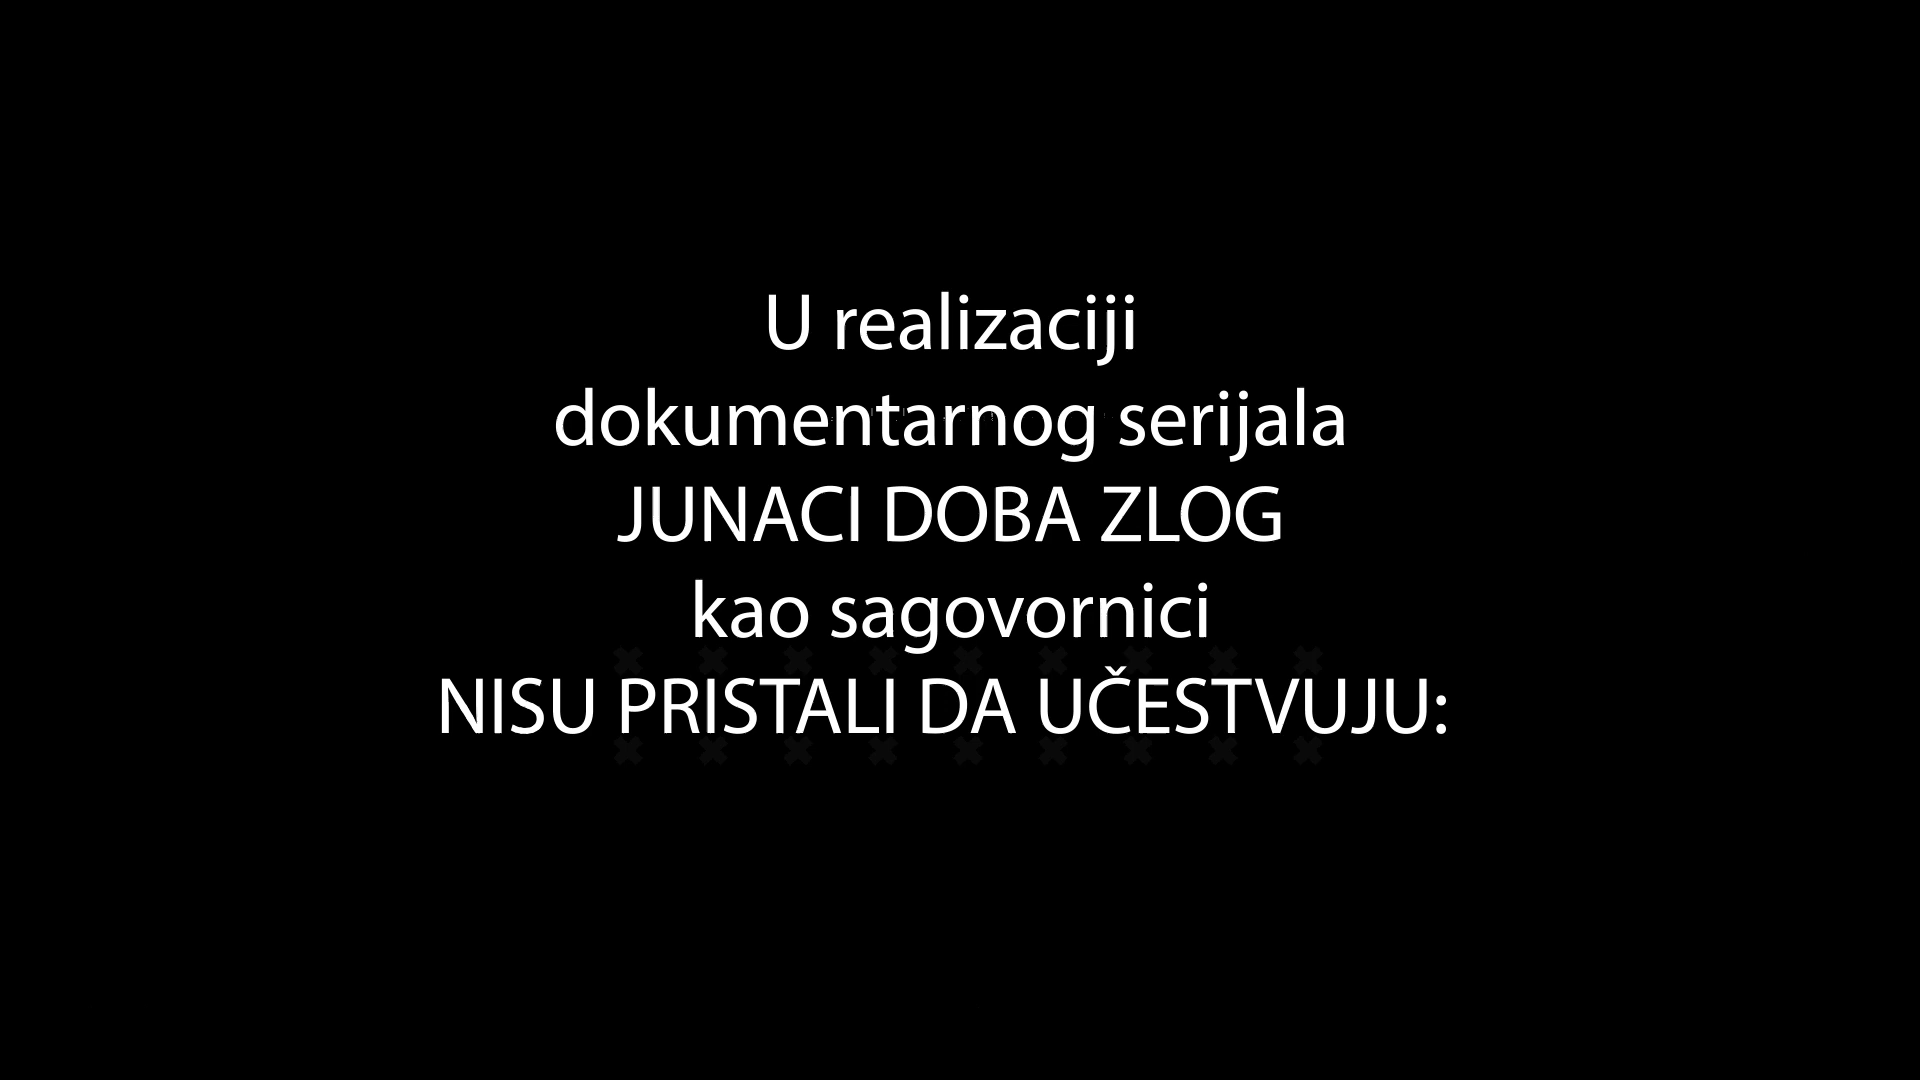 U realizaciji
dokumentarnog serijala
JUNACI DOBA ZLOG
kao sagovornici
NISU PRISTALI DA UČESTVUJU: